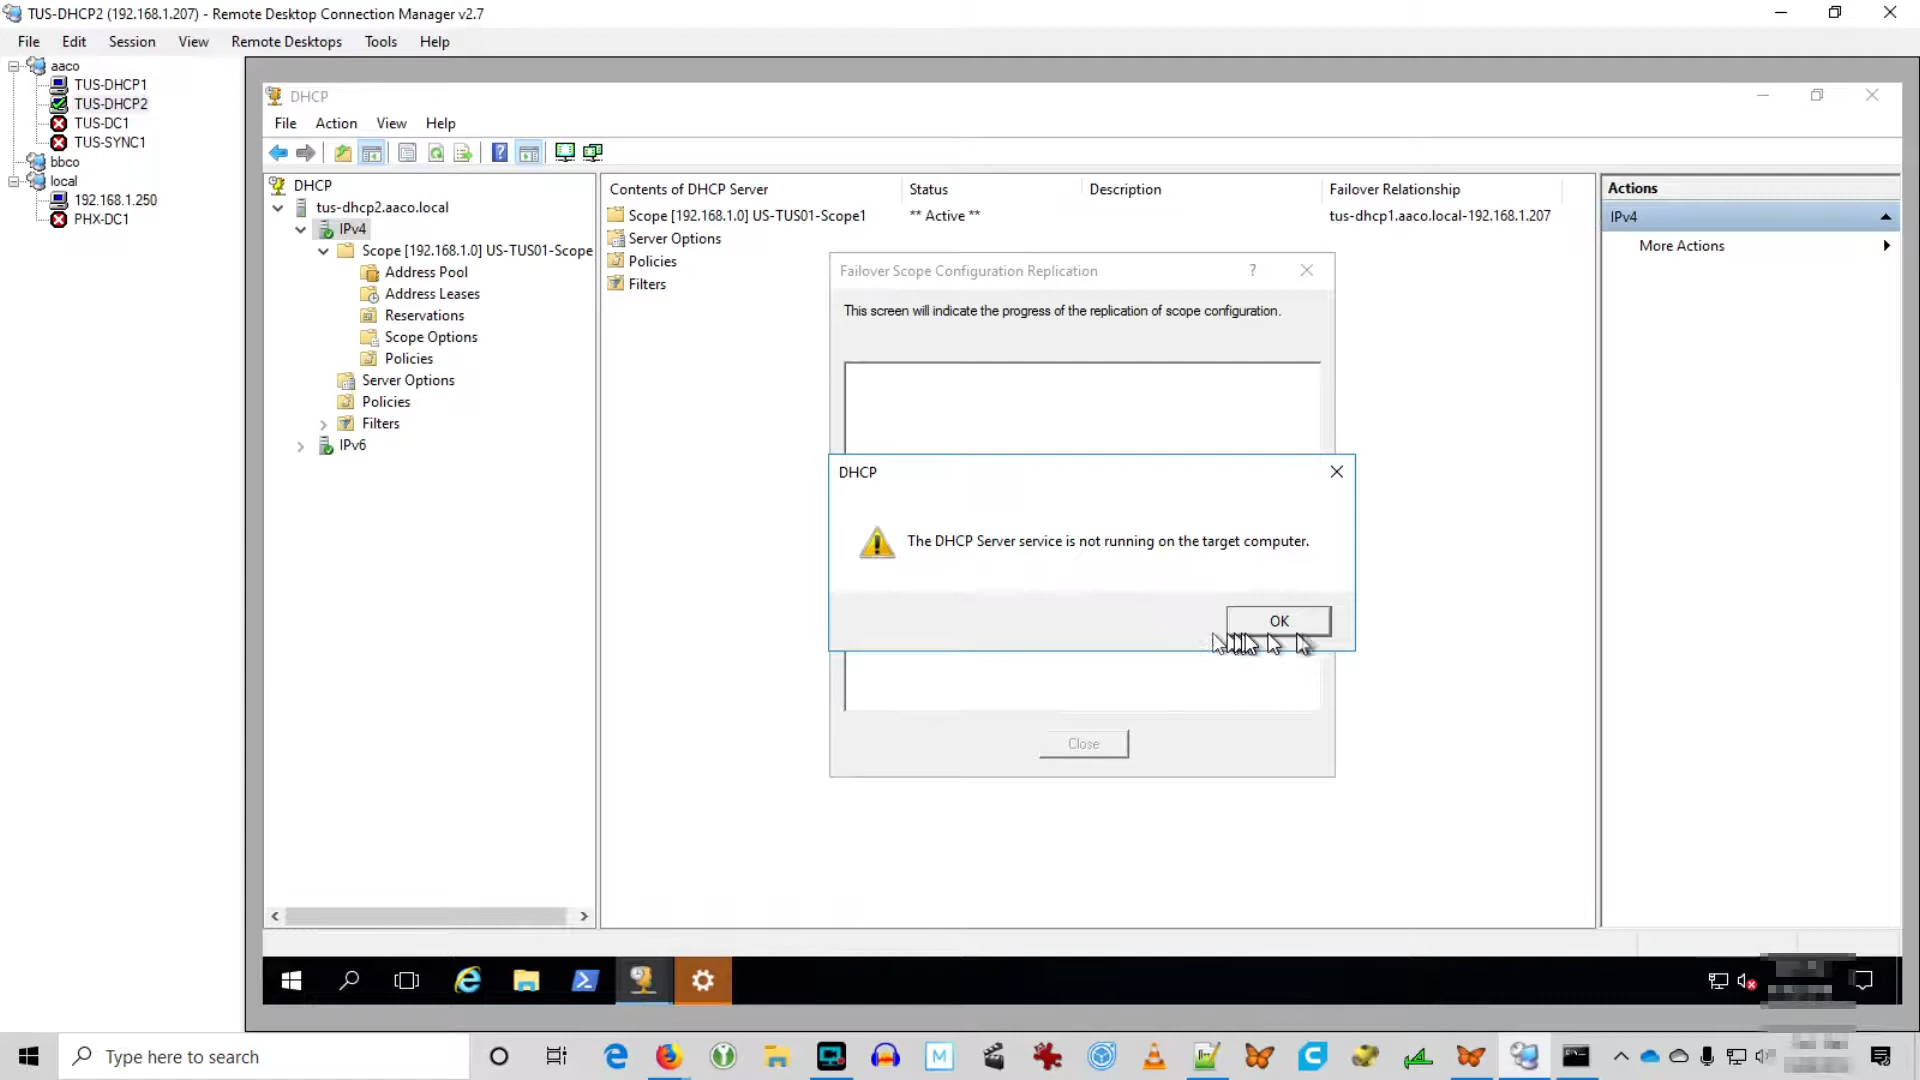 TUS-DHCP2 (192.168.1.207) - Remote Desktop Connection Manager v2.7
File Edit Session View Remote Desktops Tools Help
aaco
TUS-DHCP1
TUS-DHCP2
TUS-DC1
TUS-SYNC1
bbco
local
192.168.1.250
PHX-DC1
DHCP
File Action View Help
DHCP
tus-dhcp2.aaco.local
IPv4
Scope [192.168.1.0] US-TUS01-Scope
Address Pool
Address Leases
Reservations
Scope Options
Policies
Server Options
Policies
Filters
IPv6
Contents of DHCP Server Status Description Failover Relationship
Scope [192.168.1.0] US-TUS01-Scope1 ** Active ** tus-dhcp1.aaco.local-192.168.1.207
Server Options
Policies
Filters
Failover Scope Configuration Replication ?
This screen will indicate the progress of the replication of scope configuration.
DHCP
The DHCP Server service is not running on the target computer.
OK
Close
Actions
IPv4
More Actions
Type here to search